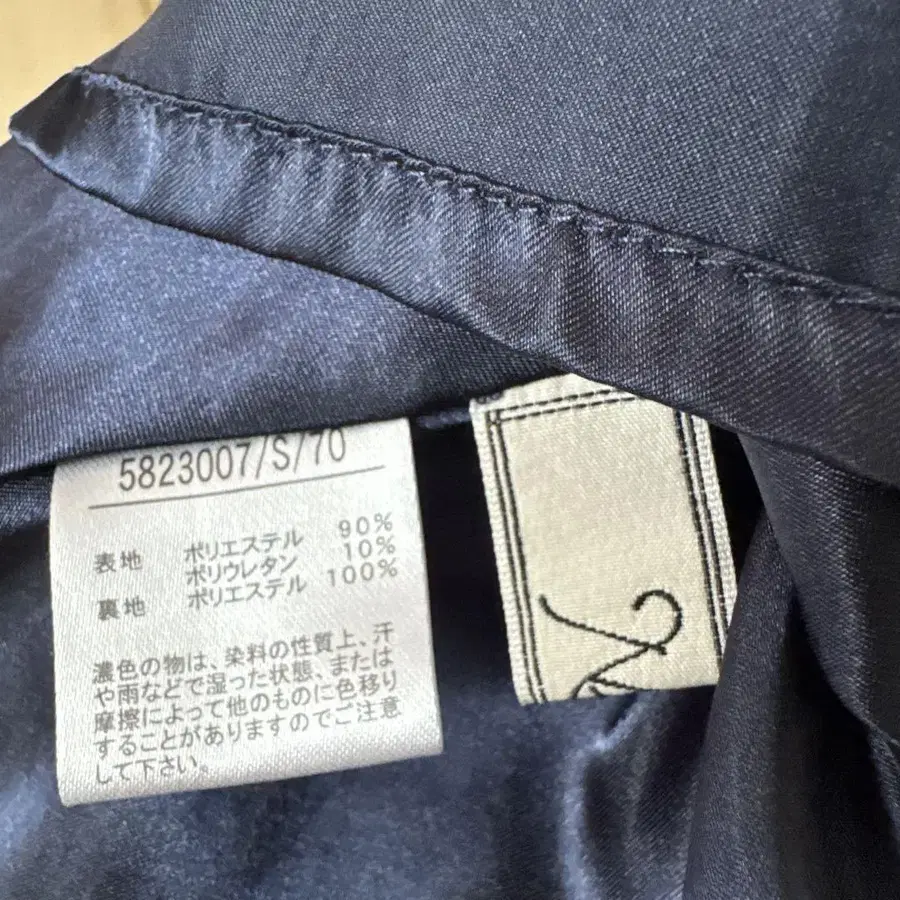 5823007/S/70
表地 ポリエステル 90%
ポリウレタン 10%
裏地 ポリエステル 100%
濃色の物は、染料の性質上、汗
や雨などで湿った状態、または
摩擦によって他のものに色移り
することがありますのでご注意
して下さい。